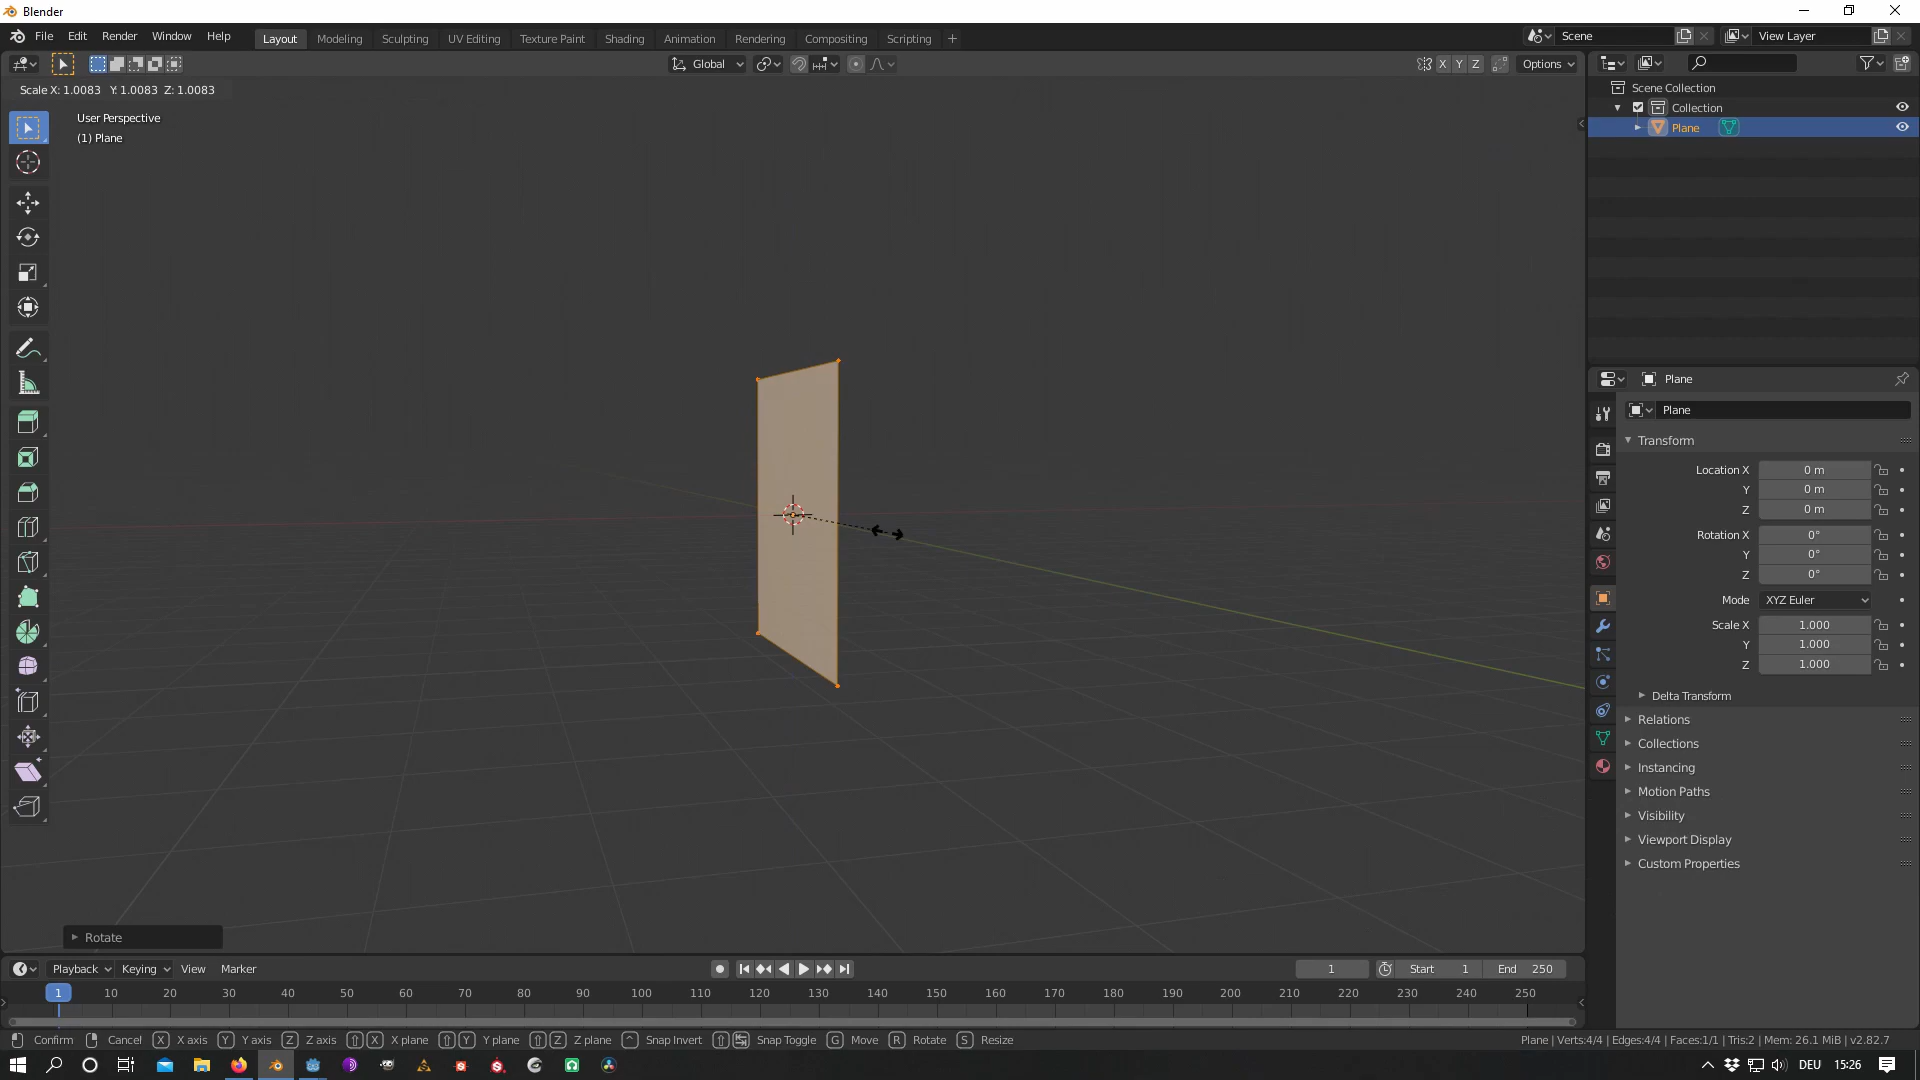 Blender
File Edit Render Window Help
Layout Modeling Sculpting UV Editing Texture Paint Shading Animation Rendering Compositing Scripting +
Scene
View Layer
Global
X Y Z
Options
Scale X: 1.0083 Y: 1.0083 Z: 1.0083
User Perspective
(1) Plane
Rotate
Scene Collection
Collection
Plane
Plane
Plane
Transform
Location X 0 m
Y 0 m
Z 0 m
Rotation X 0°
Y 0°
Z 0°
Mode XYZ Euler
Scale X 1.000
Y 1.000
Z 1.000
Delta Transform
Relations
Collections
Instancing
Motion Paths
Visibility
Viewport Display
Custom Properties
Playback Keying View Marker
1 Start 1 End 250
1 10 20 30 40 50 60 70 80 90 100 110 120 130 140 150 160 170 180 190 200 210 220 230 240 250
Confirm Cancel X X axis Y Y axis Z Z axis X X plane Y Y plane Z Z plane Snap Invert Snap Toggle G Move R Rotate S Resize
Plane | Verts:4/4 | Edges:4/4 | Faces:1/1 | Tris:2 | Mem: 26.1 MiB | v2.82.7
DEU 15:26